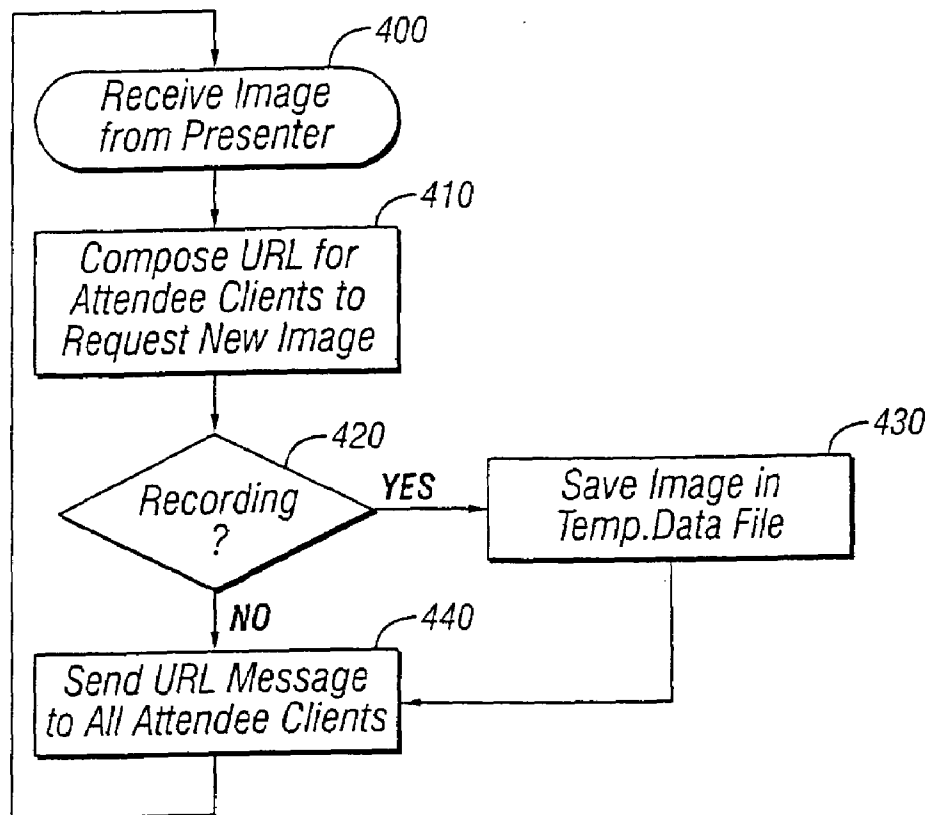 400
Receive Image
from Presenter
410
Compose URL for
Attendee Clients to
Request New Image
420
Recording
?
YES
430
Save Image in
Temp.Data File
NO
440
Send URL Message
to All Attendee Clients